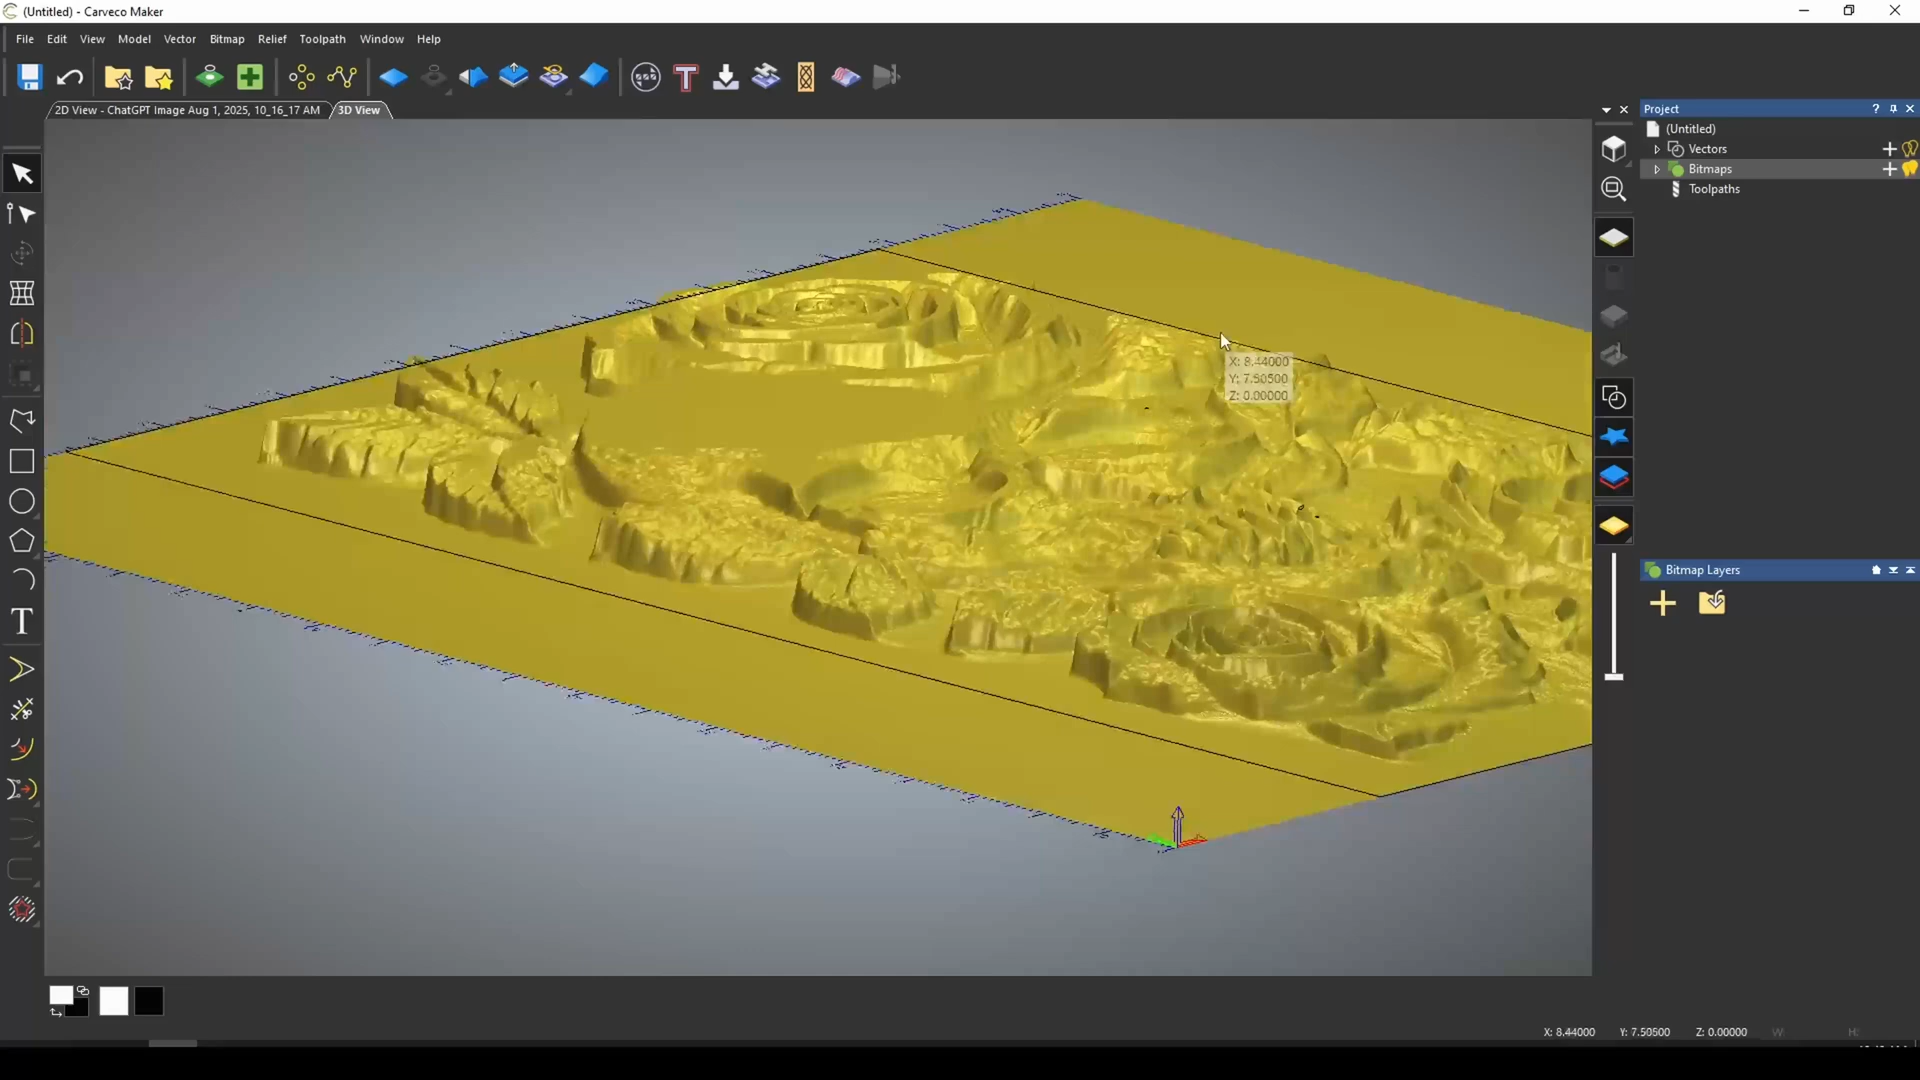 (Untitled) - Carveco Maker
File Edit View Model Vector Bitmap Relief Toolpath Window Help
2D View - ChatGPT Image Aug 1, 2025, 10_16_17 AM
3D View
Project
?
(Untitled)
Vectors
Bitmaps
Toolpaths
X: 8.44000
Y: 7.50500
Z: 0.00000
Bitmap Layers
T
X: 8.44000 Y: 7.50500 Z: 0.00000 W: H: